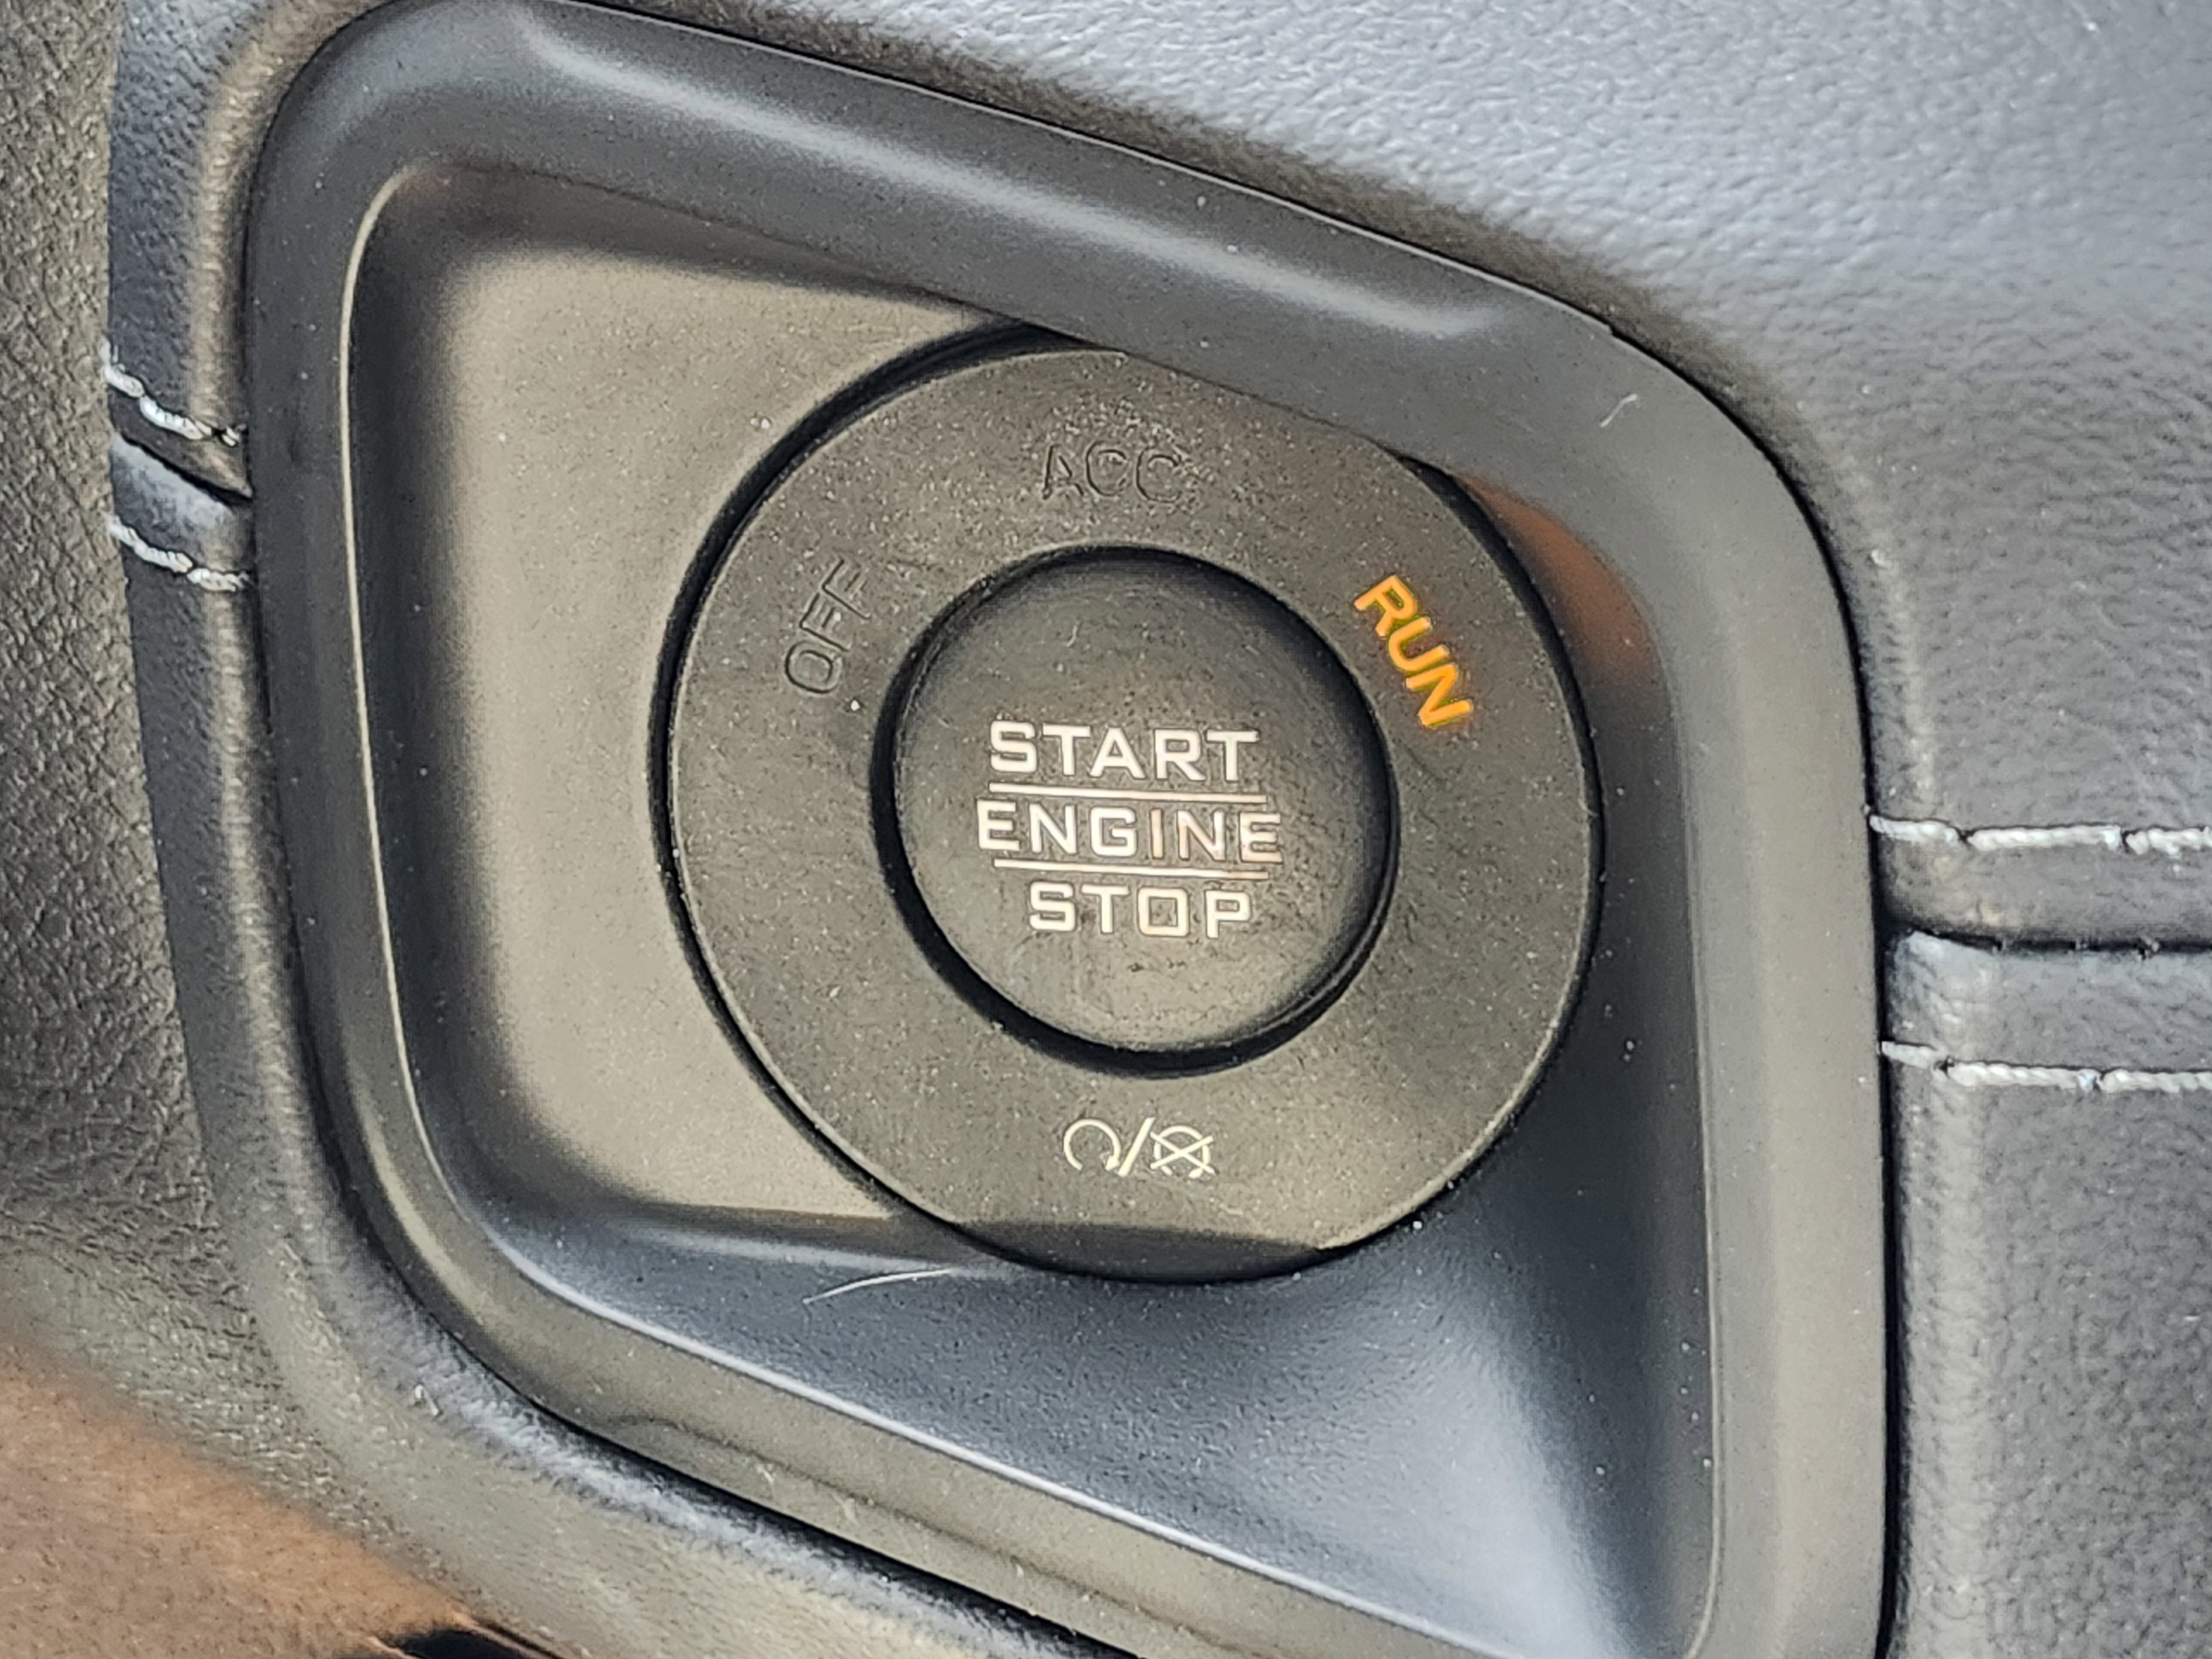 ACC
OFF
RUN
START
ENGINE
STOP